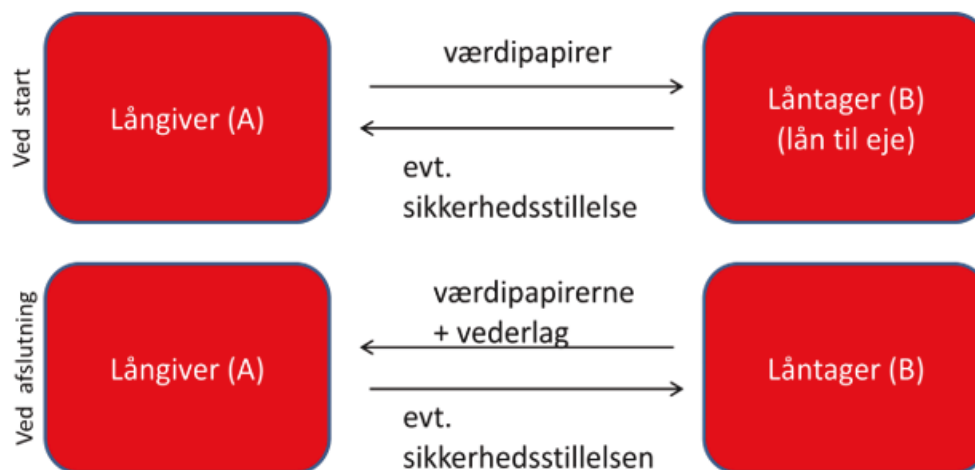 Ved start
Långiver (A)
værdipapirer
evt.
sikkerhedsstillelse
Låntager (B)
(lån til eje)
Ved afslutning
Långiver (A)
værdipapirerne
+ vederlag
evt.
sikkerhedsstillelsen
Låntager (B)